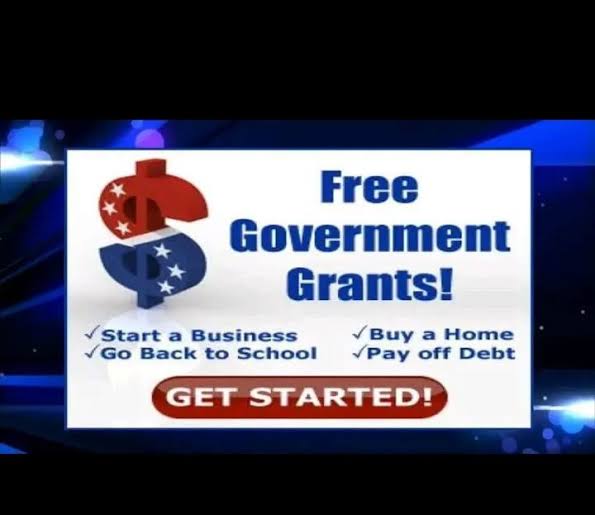 Free
Government
Grants!
✓Start a Business ✓Buy a Home
✓Go Back to School ✓Pay off Debt
GET STARTED!